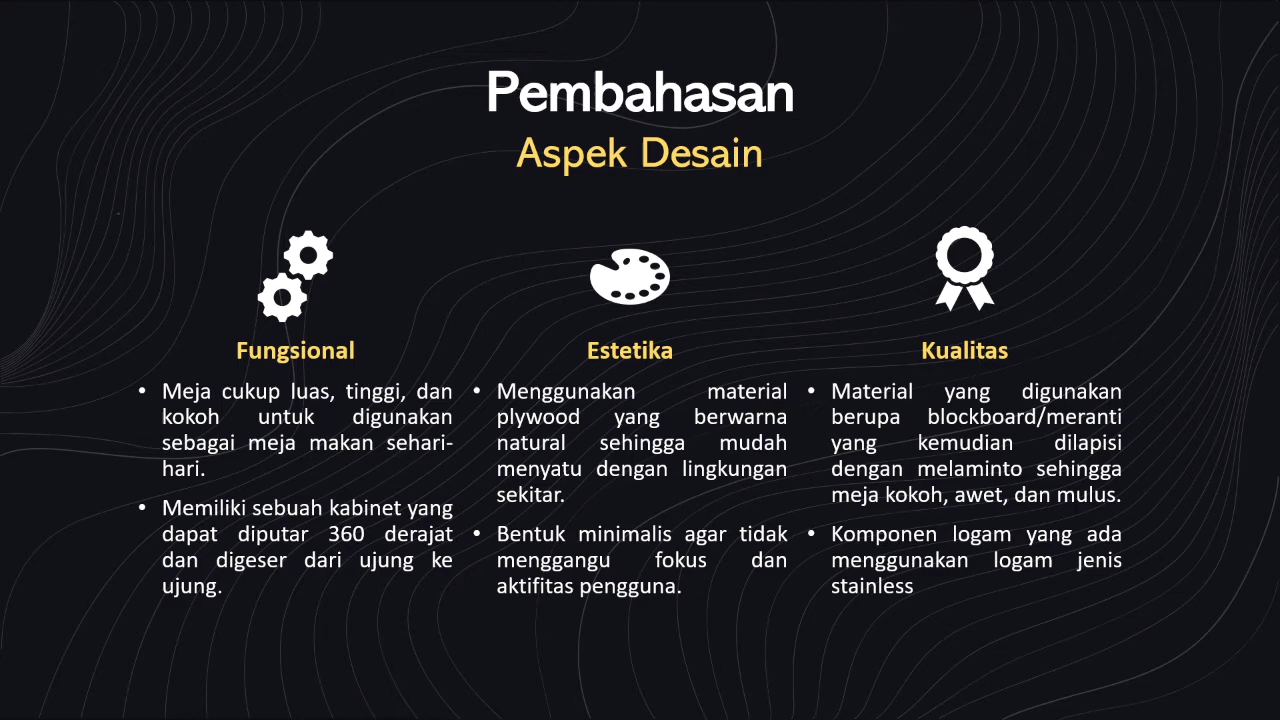 Pembahasan
Aspek Desain
Fungsional
• Meja cukup luas, tinggi, dan
kokoh untuk digunakan
sebagai meja makan sehari-
hari.
• Memiliki sebuah kabinet yang
dapat diputar 360 derajat
dan digeser dari ujung ke
ujung.
Estetika
• Menggunakan material
plywood yang berwarna
natural sehingga mudah
menyatu dengan lingkungan
sekitar.
• Bentuk minimalis agar tidak
menggangu fokus dan
aktifitas pengguna.
Kualitas
• Material yang digunakan
berupa blockboard/meranti
yang kemudian dilapisi
dengan melaminto sehingga
meja kokoh, awet, dan mulus.
• Komponen logam yang ada
menggunakan logam jenis
stainless